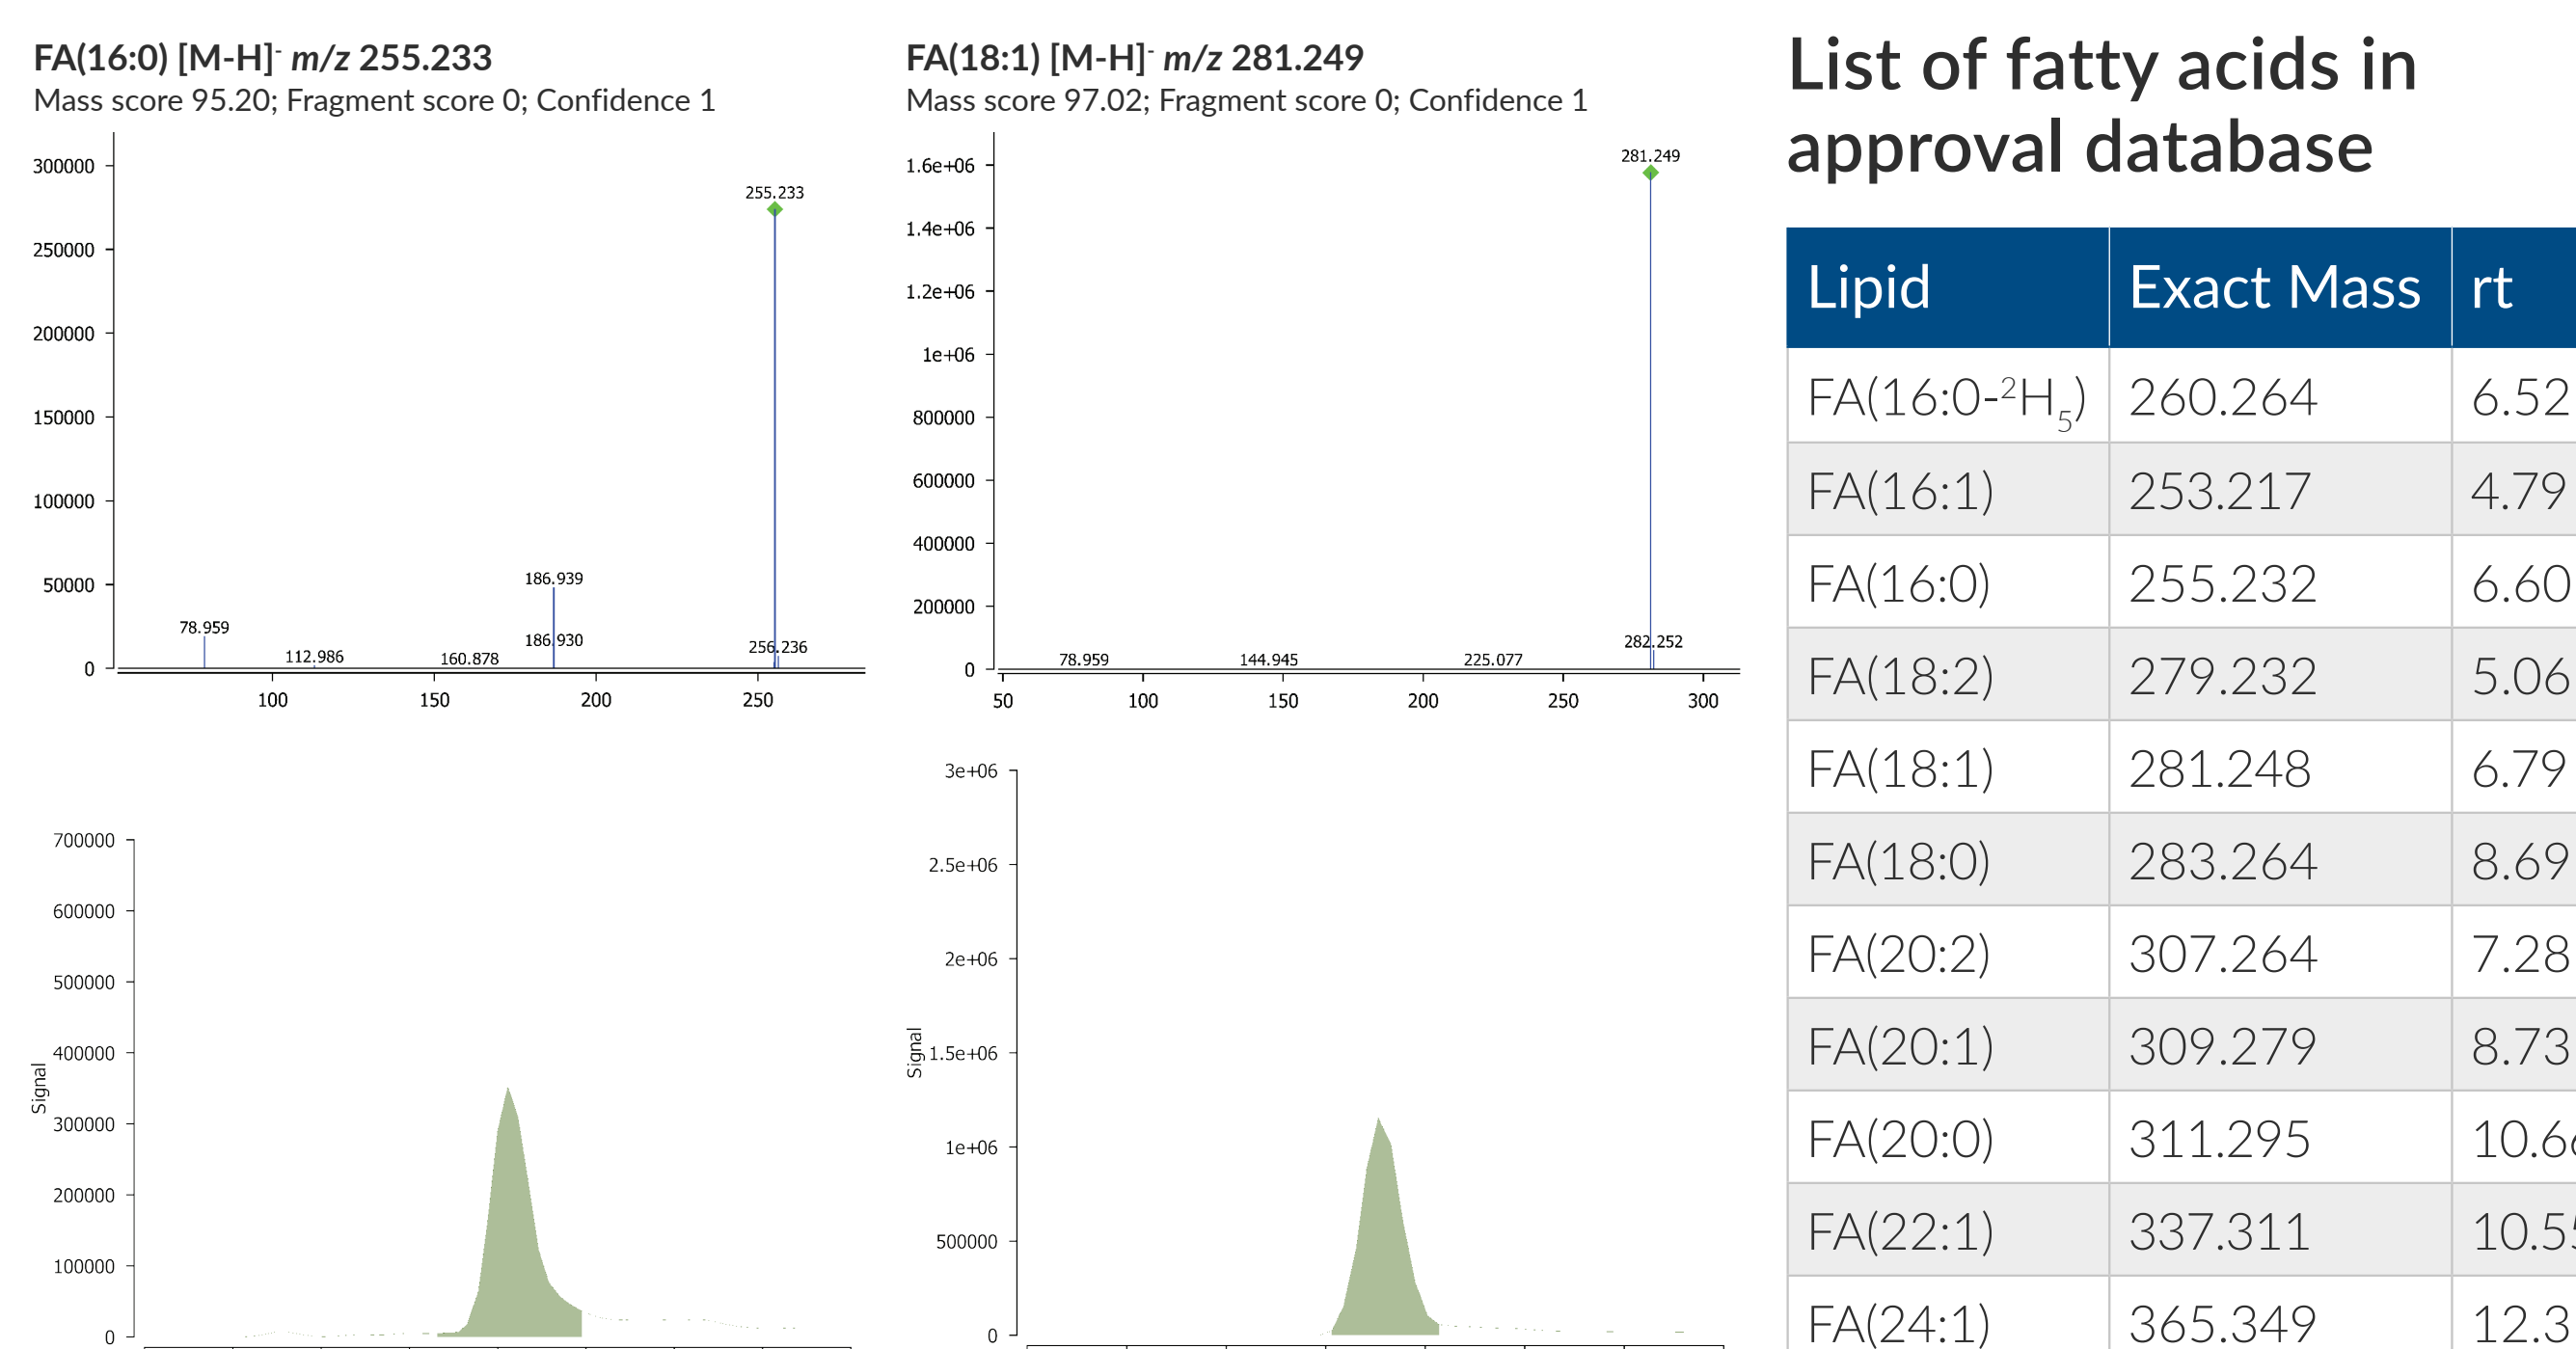 FA(16:0) [M-H]- m/z 255.233
Mass score 95.20; Fragment score 0; Confidence 1
300000
250000
200000
150000
100000
50000
0
255.233
186.939
186.930
78.959
112.986
160.878
256.236
100
150
200
250
700000
600000
500000
400000
300000
200000
100000
0
Signal
FA(18:1) [M-H]- m/z 281.249
Mass score 97.02; Fragment score 0; Confidence 1
1.6e+06
1.4e+06
1.2e+06
1e+06
800000
600000
400000
200000
0
281.249
282.252
78.959
144.945
225.077
50
100
150
200
250
300
3e+06
2.5e+06
2e+06
1.5e+06
1e+06
500000
0
Signal
List of fatty acids in
approval database
Lipid Exact Mass rt
FA(16:0-²H₅) 260.264 6.52
FA(16:1) 253.217 4.79
FA(16:0) 255.232 6.60
FA(18:2) 279.232 5.06
FA(18:1) 281.248 6.79
FA(18:0) 283.264 8.69
FA(20:2) 307.264 7.28
FA(20:1) 309.279 8.73
FA(20:0) 311.295
FA(22:1) 337.311
FA(24:1) 365.349